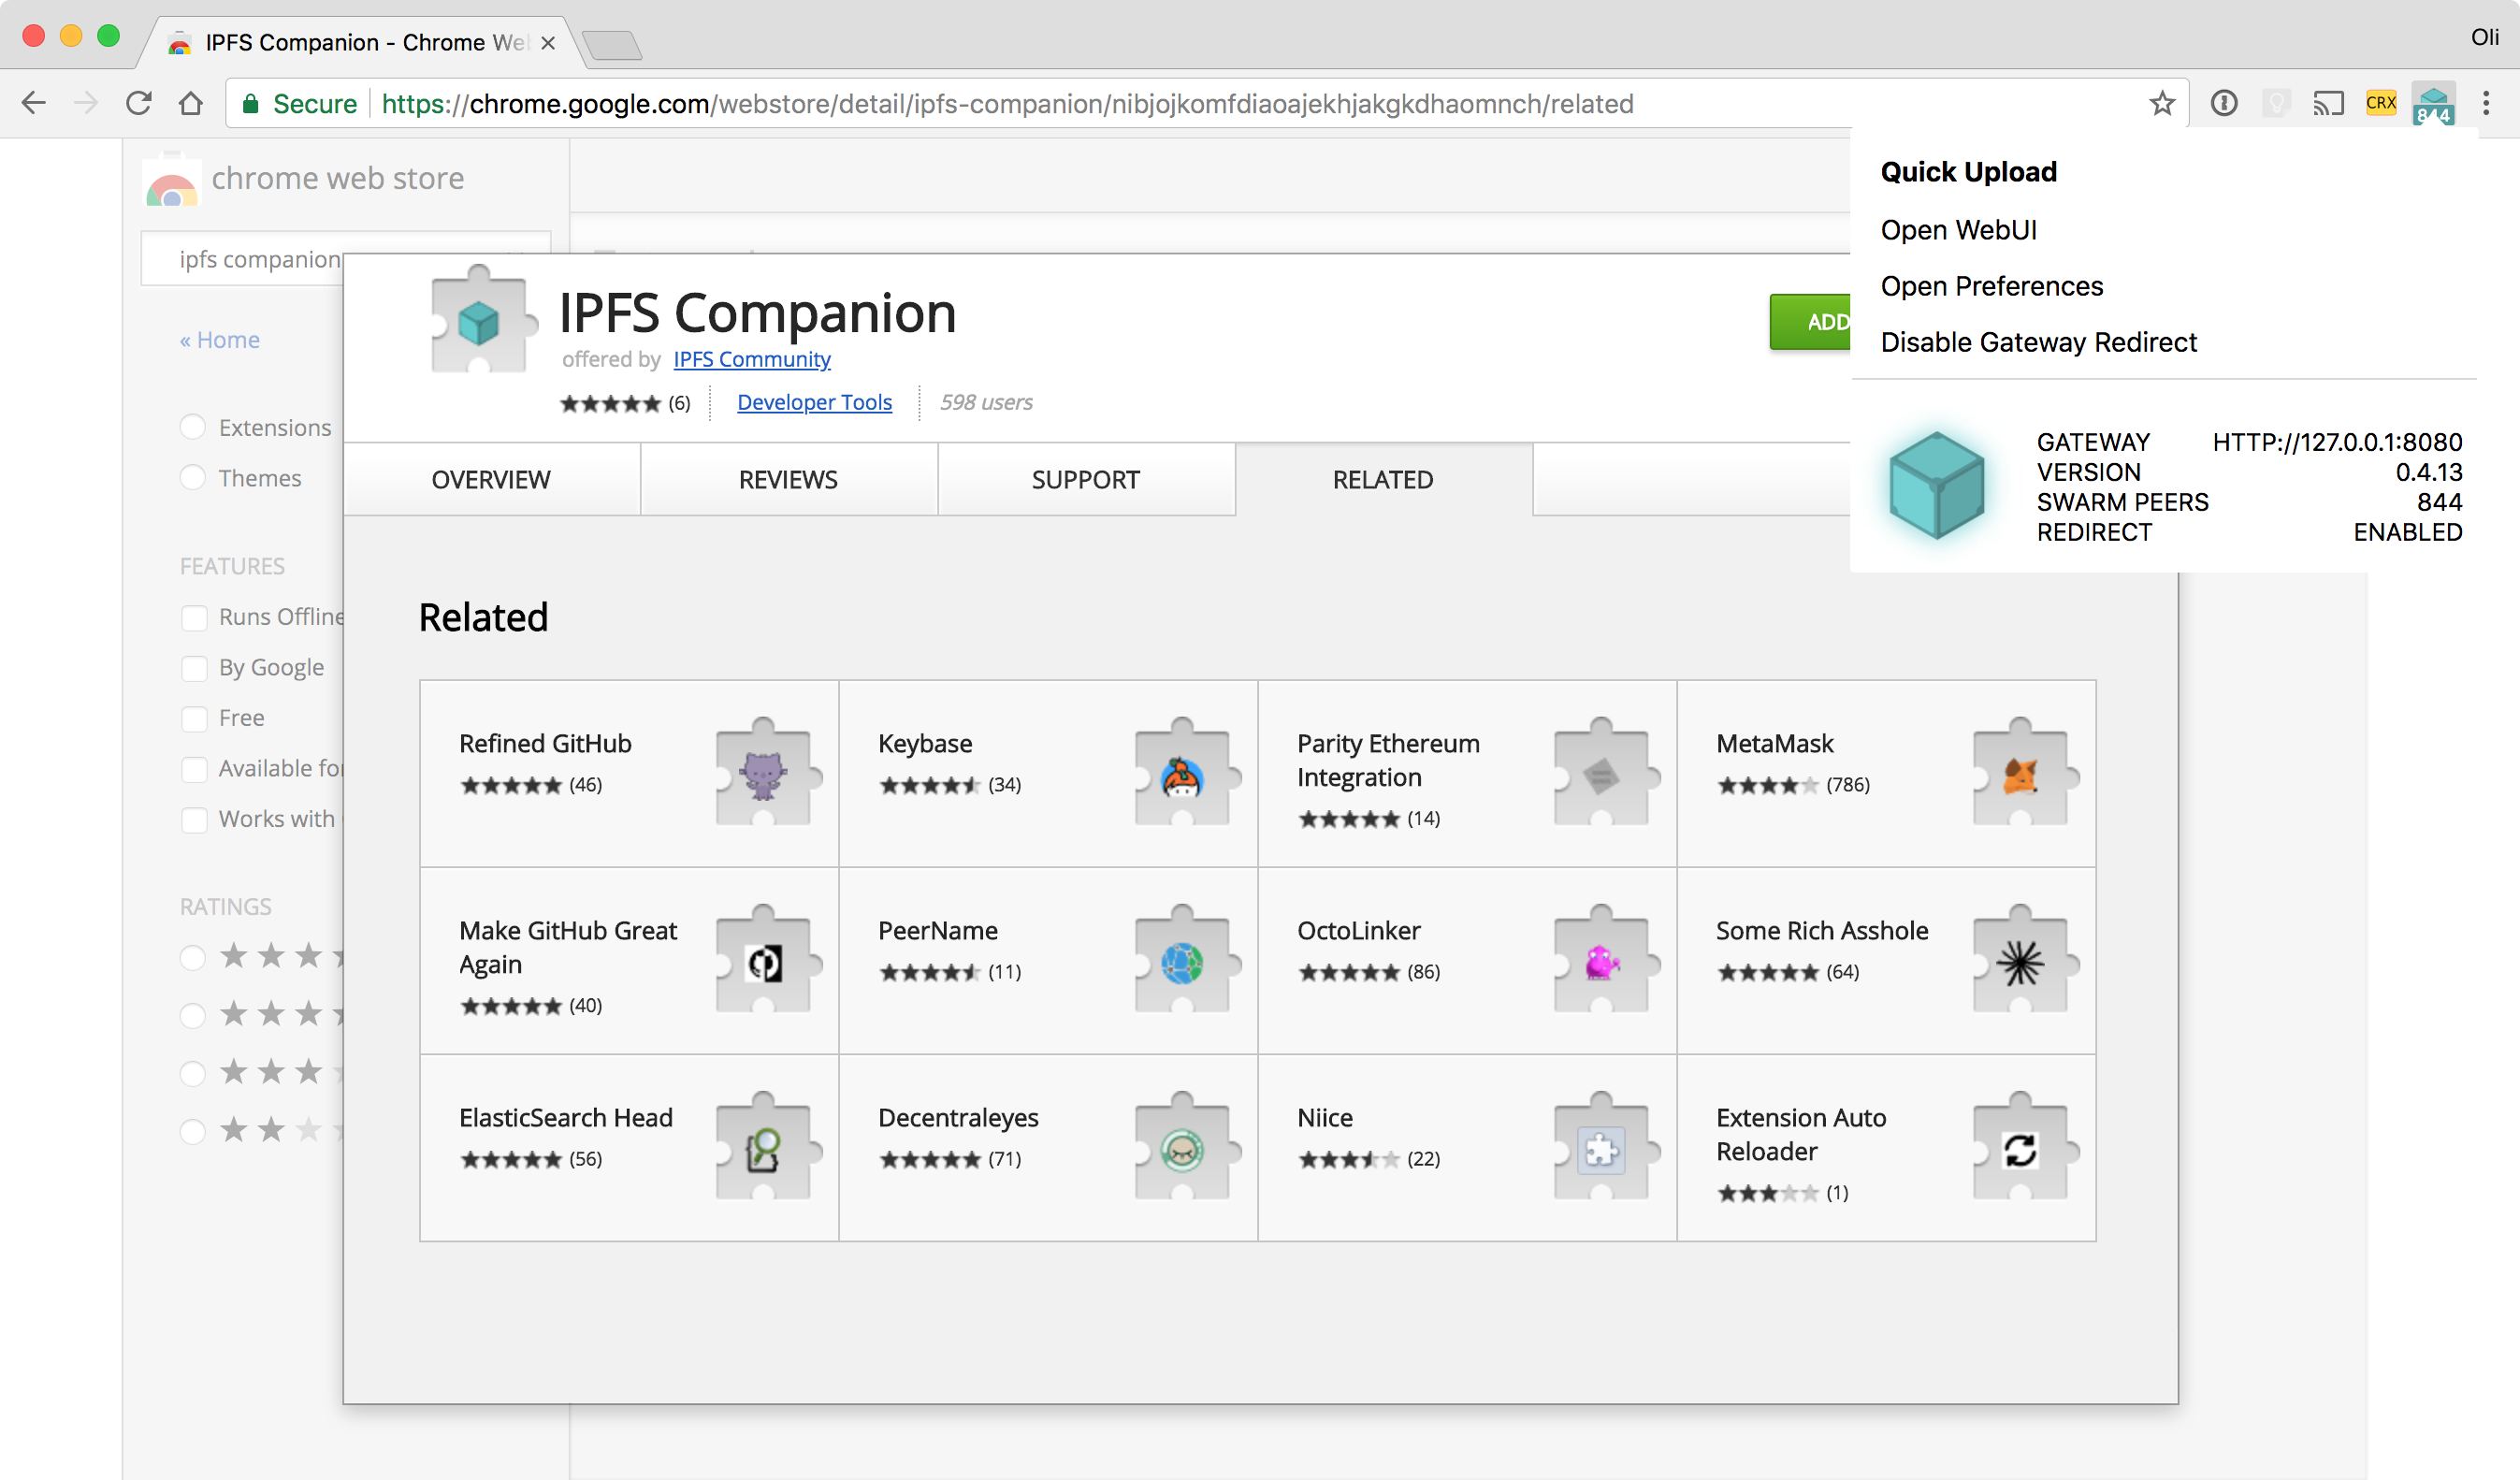 IPFS Companion - Chrome We
Oli
Secure https://chrome.google.com/webstore/detail/ipfs-companion/nibjojkomfdiaoajekhjakgkdhaomnch/related
CRX
844
chrome web store
ipfs companion
« Home
Extensions
Themes
FEATURES
Runs Offline
By Google
Free
Available for
Works with
RATINGS
IPFS Companion
offered by IPFS Community
(6) Developer Tools 598 users
ADD
OVERVIEW REVIEWS SUPPORT RELATED
Quick Upload
Open WebUI
Open Preferences
Disable Gateway Redirect
GATEWAY HTTP://127.0.0.1:8080
VERSION 0.4.13
SWARM PEERS 844
REDIRECT ENABLED
Related
Refined GitHub
(46)
Keybase
(34)
Parity Ethereum
Integration
(14)
MetaMask
(786)
Make GitHub Great
Again
(40)
PeerName
(11)
OctoLinker
(86)
Some Rich Asshole
(64)
ElasticSearch Head
(56)
Decentraleyes
(71)
Niice
(22)
Extension Auto
Reloader
(1)